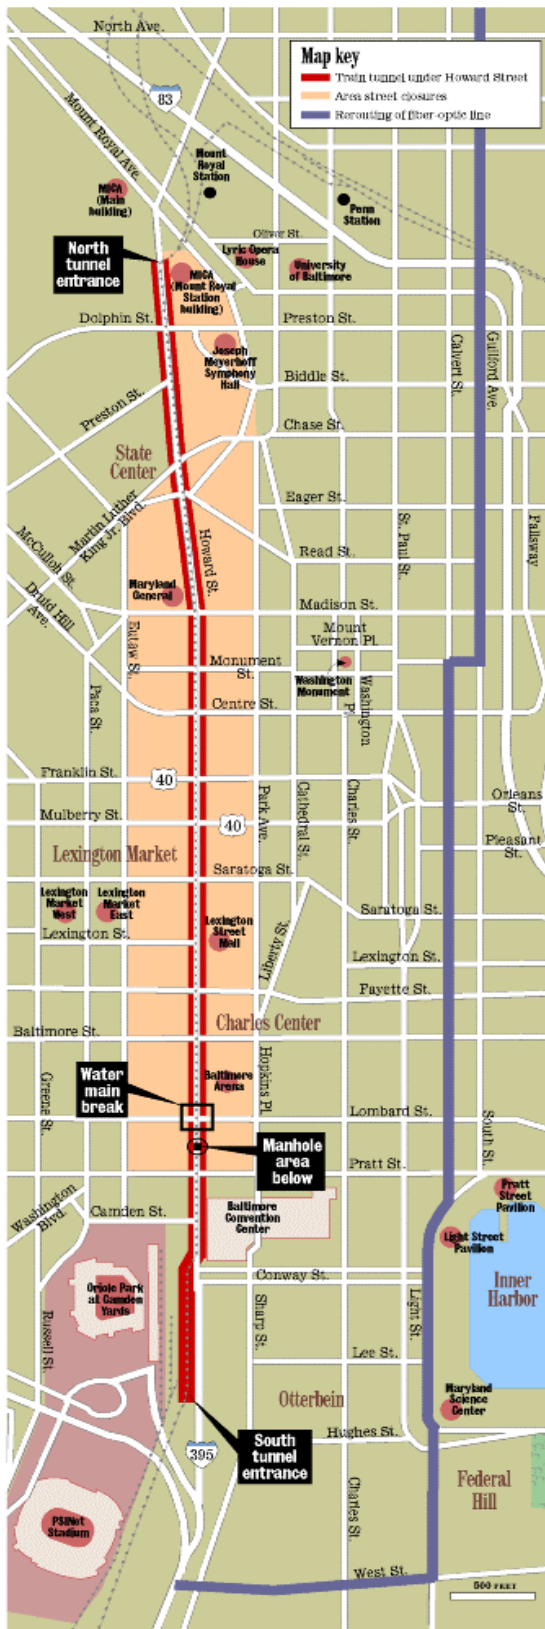 North Ave.
Map key
Train tunnel under Howard Street
Area street closures
Rerouting of fiber-optic line
83
Mount Royal Ave.
Mount
Royal
Station
MICA
(Main
building)
Penn
Station
Oliver St.
North
tunnel
entrance
Lyric Opera
House
University
of Baltimore
MICA
(Mount Royal
Station
building)
Dolphin St.
Preston St.
Calvert St.
Guilford Ave.
Joseph
Meyerhoff
Symphony
Hall
Biddle St.
Preston St.
Chase St.
State
Center
Martin Luther
King Jr. Blvd.
Eager St.
St. Paul St.
Fallsway
McCulloh St.
Howard St.
Read St.
Druid Hill
Ave.
Maryland
General
Madison St.
Eutaw St.
Mount
Vernon Pl.
Monument
St.
Washington
Monument
Washington
Pl.
Paca St.
Centre St.
Franklin St.
40
Park Ave.
Cathedral St.
Charles St.
Orleans
St.
Mulberry St.
40
Pleasant
St.
Lexington Market
Saratoga St.
Lexington
Market
West
Lexington
Market
East
Saratoga St.
Lexington
Street
Mall
Liberty St.
Lexington St.
Lexington St.
Fayette St.
Charles Center
Baltimore St.
Hopkins Pl.
Water
main
break
Baltimore
Arena
Greene St.
Lombard St.
South St.
Manhole
area
below
Pratt St.
Pratt
Street
Pavilion
Washington
Blvd.
Camden St.
Baltimore
Convention
Center
Light Street
Pavilion
Oriole Park
at Camden
Yards
Conway St.
Inner
Harbor
Russell St.
Sharp St.
Light St.
Lee St.
Otterbein
Maryland
Science
Center
South
tunnel
entrance
Hughes St.
395
Charles St.
Federal
Hill
PSINet
Stadium
West St.
500 FEET